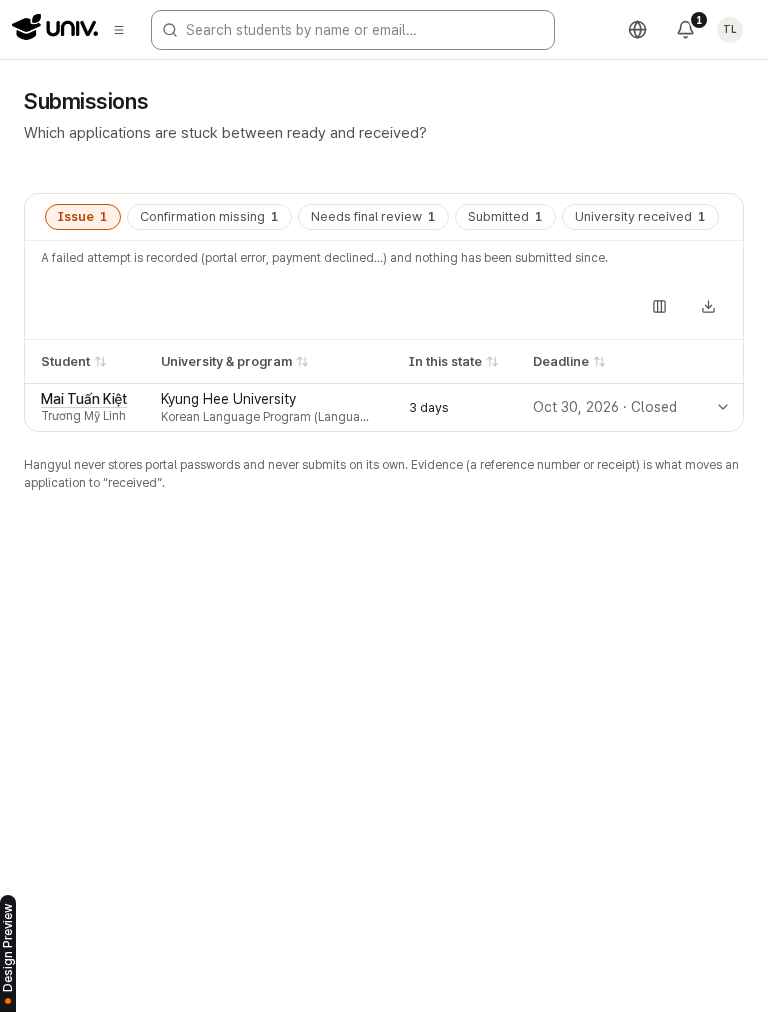 UNIV.
Search students by name or email...
1
TL
Submissions
Which applications are stuck between ready and received?
Issue 1
Confirmation missing 1
Needs final review 1
Submitted 1
University received 1
A failed attempt is recorded (portal error, payment declined…) and nothing has been submitted since.
Student
University & program
In this state
Deadline
Mai Tuấn Kiệt
Trương Mỹ Linh
Kyung Hee University
Korean Language Program (Langua…
3 days
Oct 30, 2026 · Closed
Hangyul never stores portal passwords and never submits on its own. Evidence (a reference number or receipt) is what moves an
application to “received”.
Design Preview